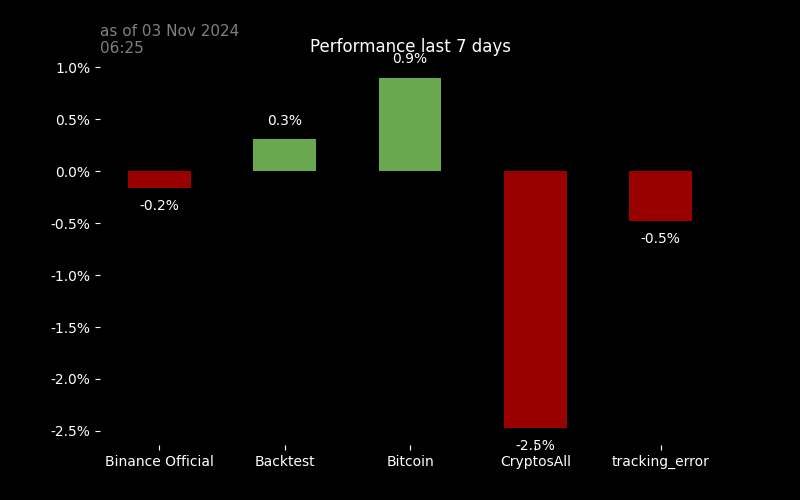 as of 03 Nov 2024
06:25
Performance last 7 days
1.0%
0.5%
0.0%
-0.5%
-1.0%
-1.5%
-2.0%
-2.5%
-0.2%
0.3%
0.9%
-2.5%
-0.5%
Binance Official
Backtest
Bitcoin
CryptosAll
tracking_error